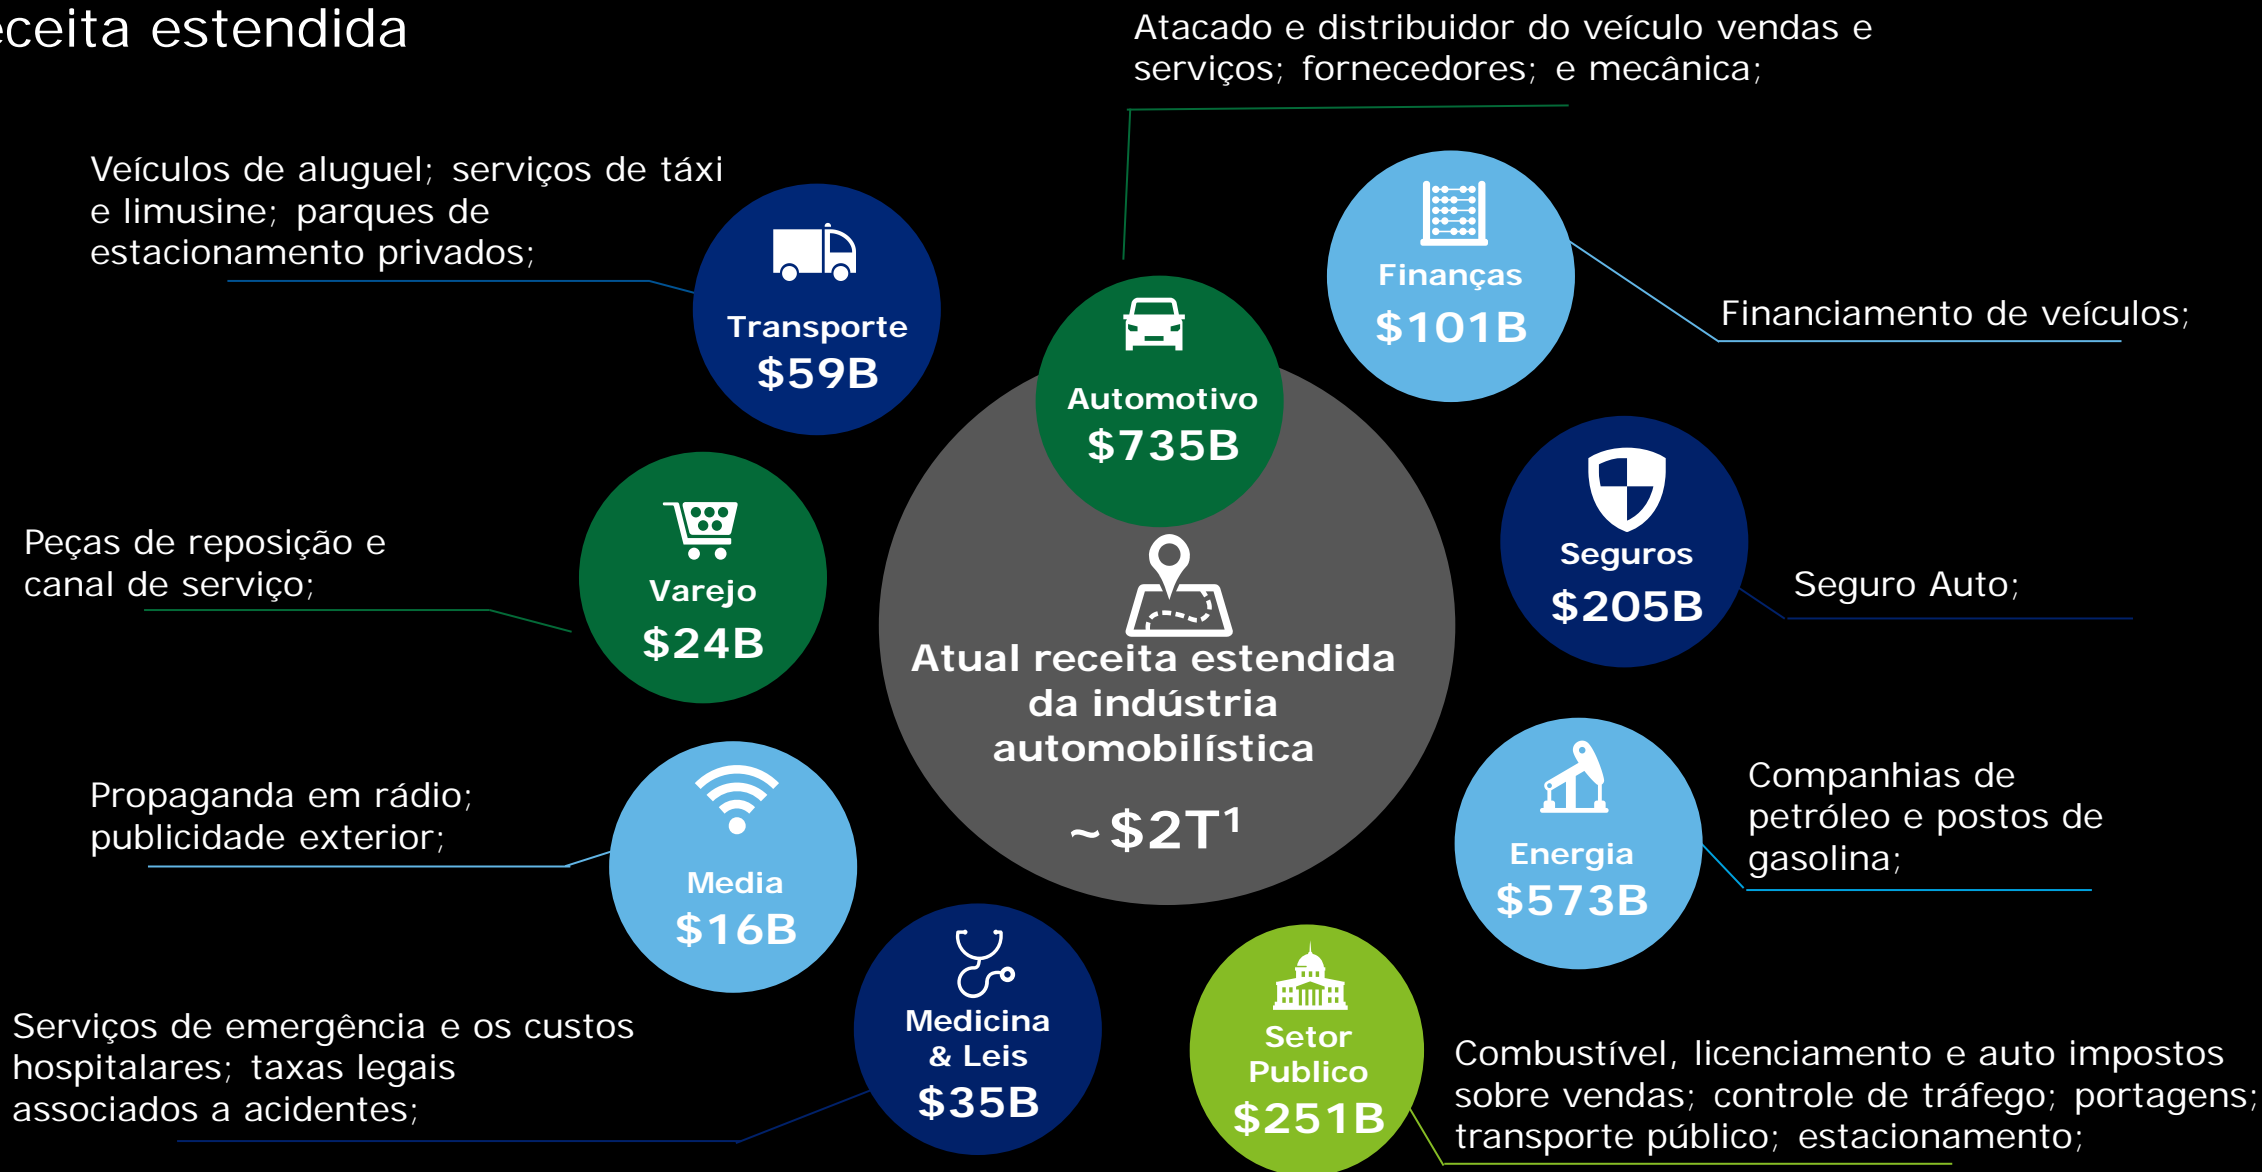 receita estendida
Atacado e distribuidor do veículo vendas e
serviços; fornecedores; e mecânica;
Veículos de aluguel; serviços de táxi
e limusine; parques de
estacionamento privados;
Transporte
$59B
Automotivo
$735B
Finanças
$101B
Financiamento de veículos;
Peças de reposição e
canal de serviço;
Varejo
$24B
Seguros
$205B
Seguro Auto;
Atual receita estendida
da indústria
automobilística
~$2T¹
Propaganda em rádio;
publicidade exterior;
Media
$16B
Energia
$573B
Companhias de
petróleo e postos de
gasolina;
Serviços de emergência e os custos
hospitalares; taxas legais
associados a acidentes;
Medicina
& Leis
$35B
Setor
Publico
$251B
Combustível, licenciamento e auto impostos
sobre vendas; controle de tráfego; portagens;
transporte público; estacionamento;